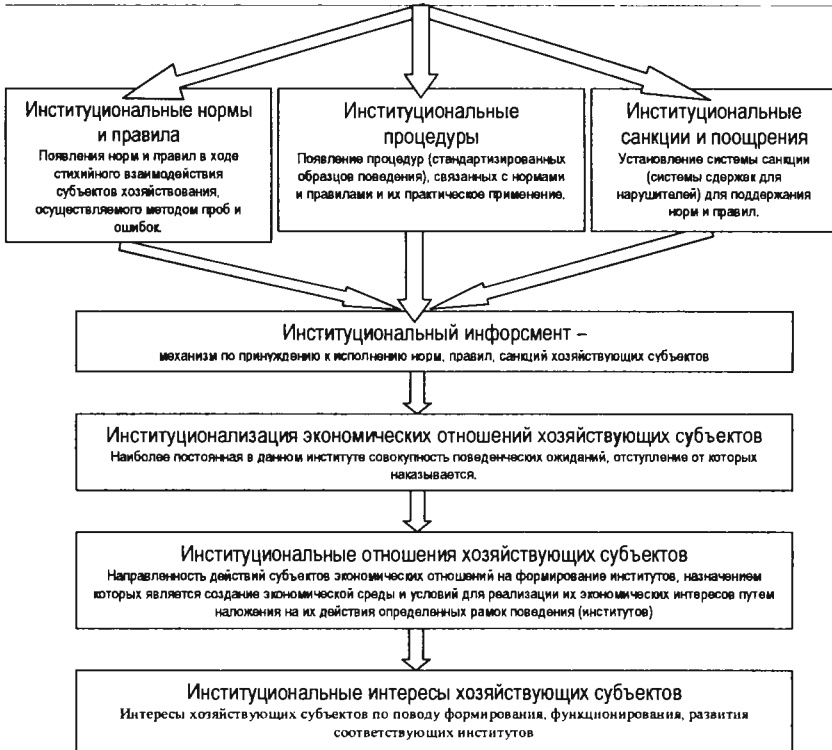 Институциональные нормы
и правила
Появления норм и правил в ходе
стихийного взаимодействия
субъектов хозяйствования,
осуществляемого методом проб и
ошибок.
Институциональные
процедуры
Появление процедур (стандартизированных
образцов поведения), связанных с нормами
и правилами и их практическое применение.
Институциональные
санкции и поощрения
Установление системы санкции
(системы сдержек для
нарушителей) для поддержания
норм и правил.
Институциональный инфорсмент –
механизм по принуждению к исполнению норм, правил, санкций хозяйствующих субъектов
Институционализация экономических отношений хозяйствующих субъектов
Наиболее постоянная в данном институте совокупность поведенческих ожиданий, отступление от которых
наказывается.
Институциональные отношения хозяйствующих субъектов
Направленность действий субъектов экономических отношений на формирование институтов, назначением
которых является создание экономической среды и условий для реализации их экономических интересов путем
наложения на их действия определенных рамок поведения (институтов)
Институциональные интересы хозяйствующих субъектов
Интересы хозяйствующих субъектов по поводу формирования, функционирования, развития
соответствующих институтов